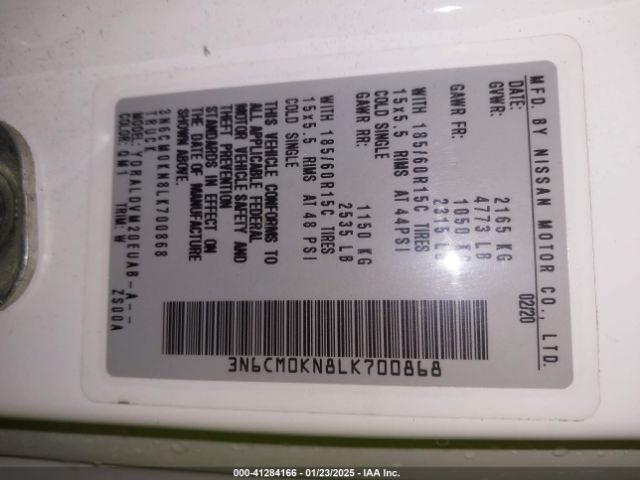 MFD. BY NISSAN MOTOR CO., LTD.
DATE: 02/20
GVWR: 2165 KG
4773 LB
GAWR FR: 1050 KG
2315 LB
WITH 185/60R15C TIRES
15x5.5 RIMS AT 44PSI
COLD SINGLE
GAWR RR: 1150 KG
2535 LB
WITH 185/60R15C TIRES
15x5.5 RIMS AT 48 PSI
COLD SINGLE
THIS VEHICLE CONFORMS TO
ALL APPLICABLE FEDERAL
MOTOR VEHICLE SAFETY AND
THEFT PREVENTION
STANDARDS IN EFFECT ON
THE DATE OF MANUFACTURE
SHOWN ABOVE.
3N6CM0KN8LK700868
TRUCK
COLOR: QM1 TRIM: W
3N6CM0KN8LK700868
000-41284166 - 01/23/2025 - IAA Inc.